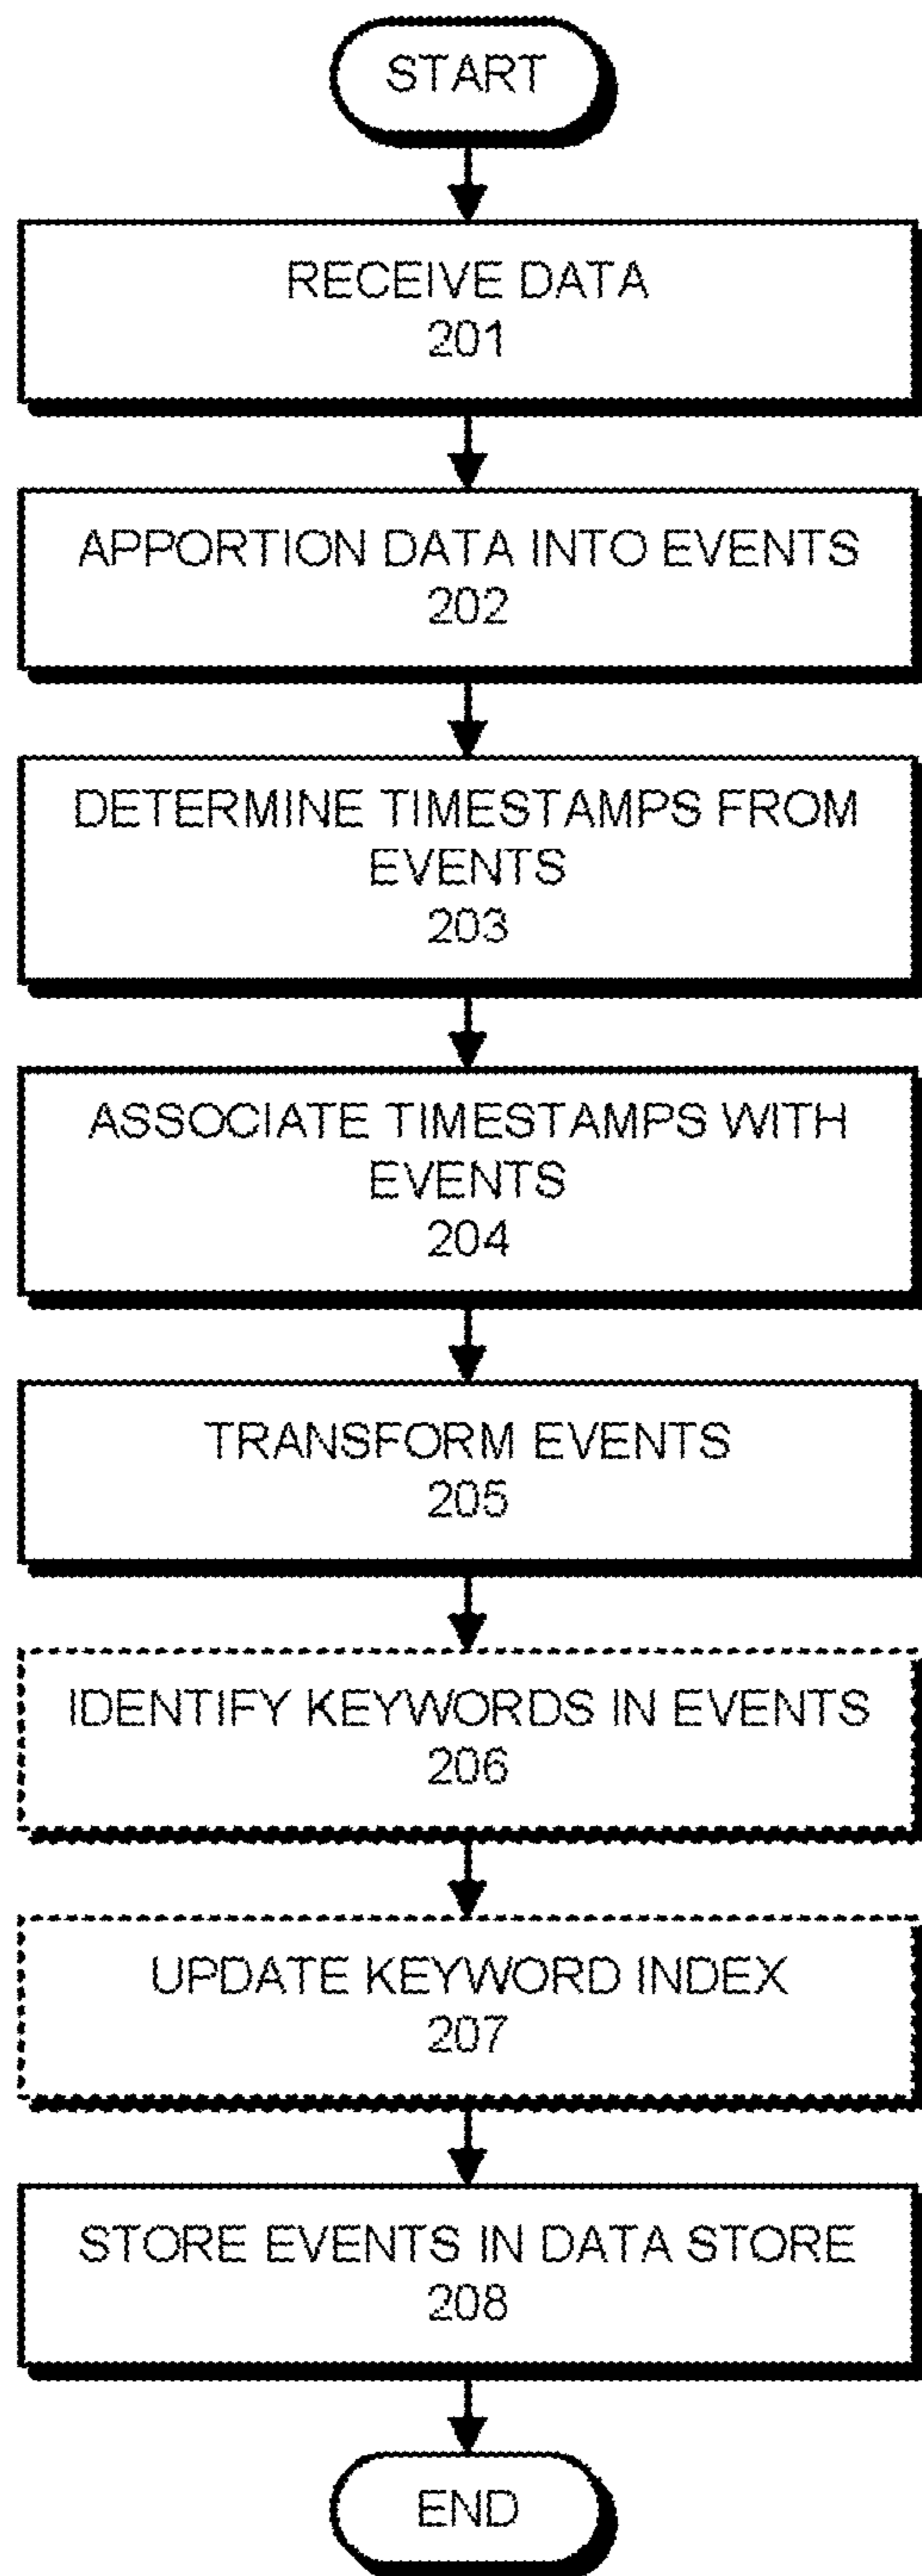 START
RECEIVE DATA
201
APPORTION DATA INTO EVENTS
202
DETERMINE TIMESTAMPS FROM
EVENTS
203
ASSOCIATE TIMESTAMPS WITH
EVENTS
204
TRANSFORM EVENTS
205
IDENTIFY KEYWORDS IN EVENTS
206
UPDATE KEYWORD INDEX
207
STORE EVENTS IN DATA STORE
208
END